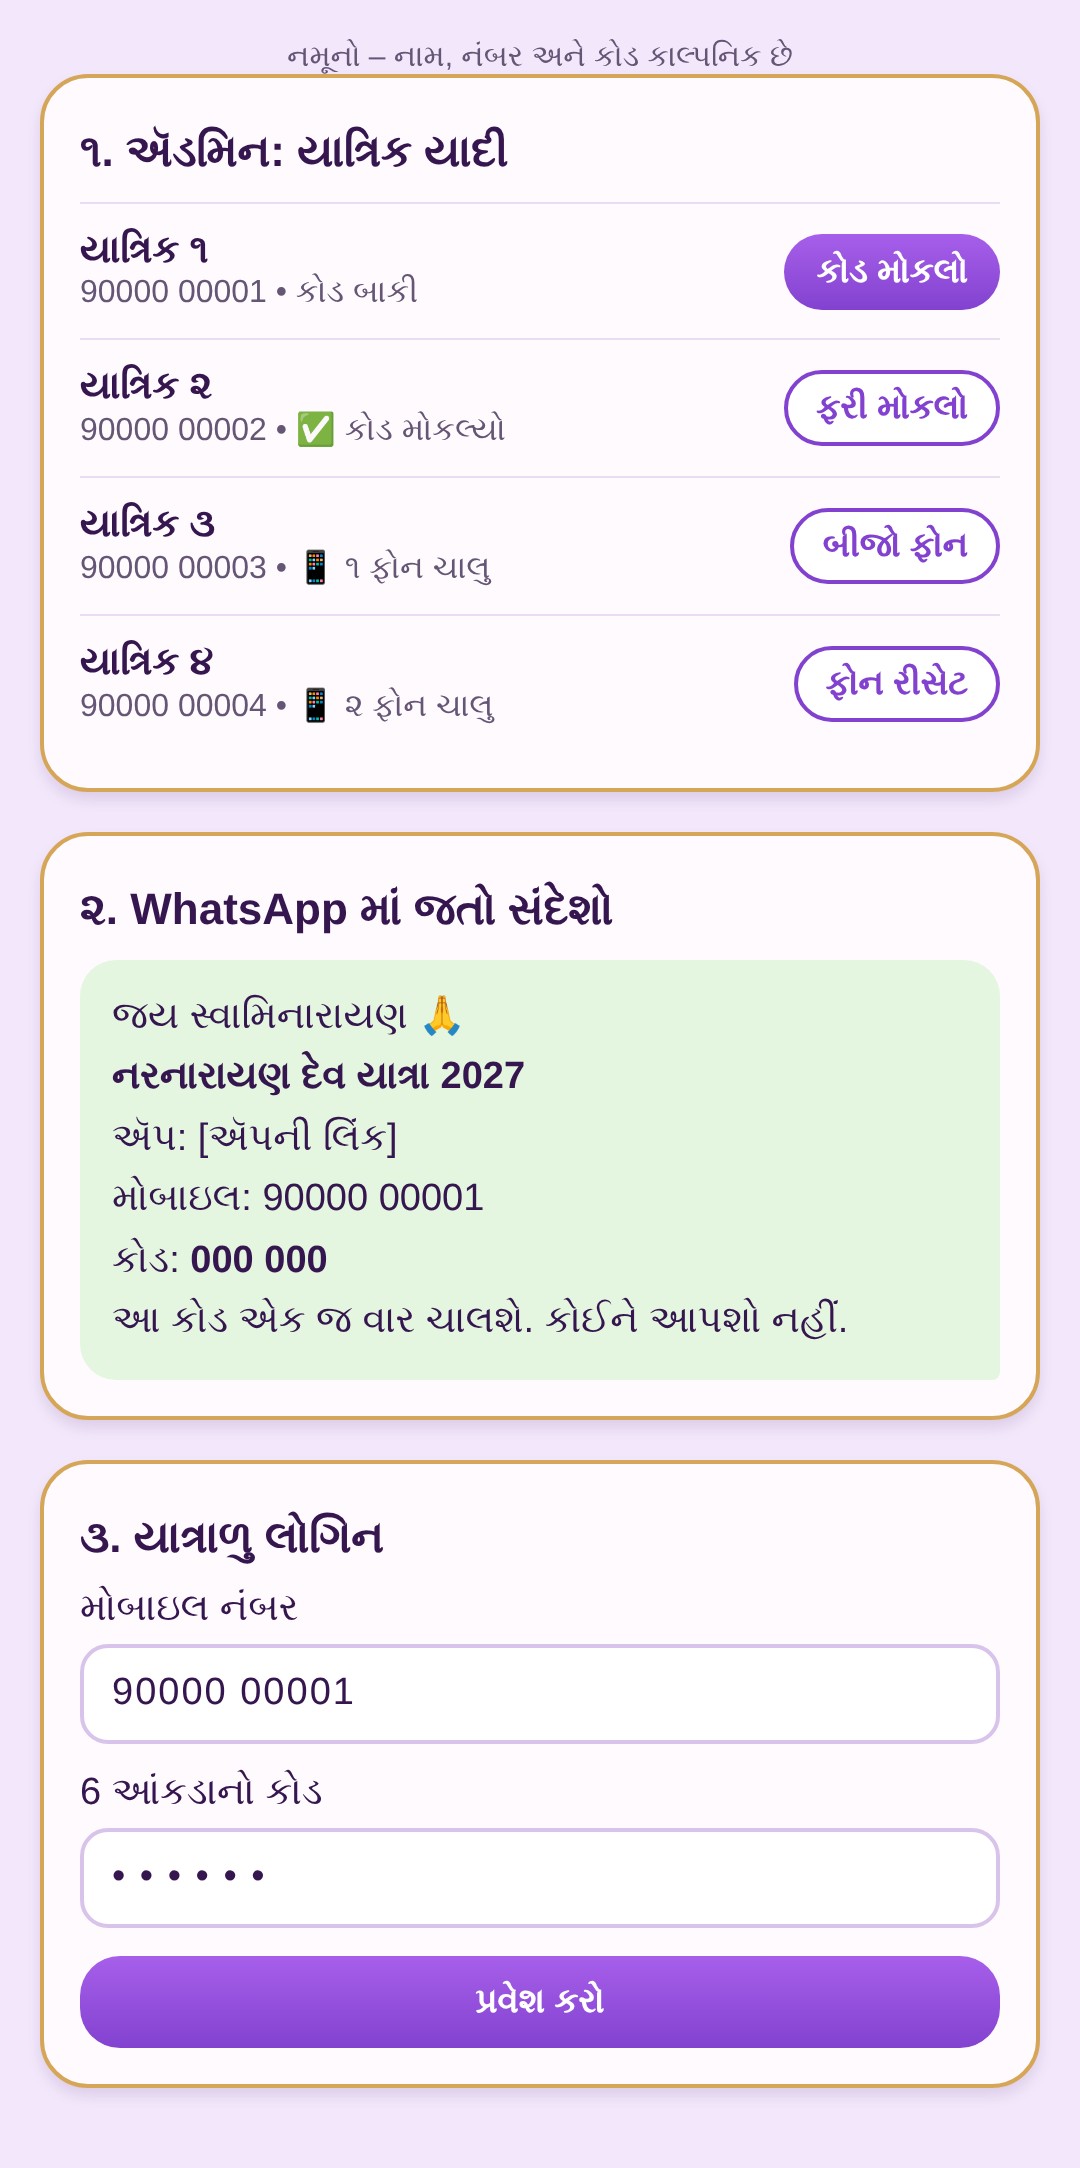 નમૂનો – નામ, નંબર અને કોડ કાલ્પનિક છે
૧. ઍડમિન: યાત્રિક યાદી
યાત્રિક ૧
90000 00001 • કોડ બાકી
કોડ મોકલો
યાત્રિક ૨
90000 00002 • ✅ કોડ મોકલ્યો
ફરી મોકલો
યાત્રિક ૩
90000 00003 • 📱 ૧ ફોન ચાલુ
બીજો ફોન
યાત્રિક ૪
90000 00004 • 📱 ૨ ફોન ચાલુ
ફોન રીસેટ
૨. WhatsApp માં જતો સંદેશો
જય સ્વામિનારાયણ 🙏
નરનારાયણ દેવ યાત્રા 2027
ઍપ: [ઍપની લિંક]
મોબાઇલ: 90000 00001
કોડ: 000 000
આ કોડ એક જ વાર ચાલશે. કોઈને આપશો નહીં.
૩. યાત્રાળુ લોગિન
મોબાઇલ નંબર
90000 00001
6 આંકડાનો કોડ
• • • • • •
પ્રવેશ કરો